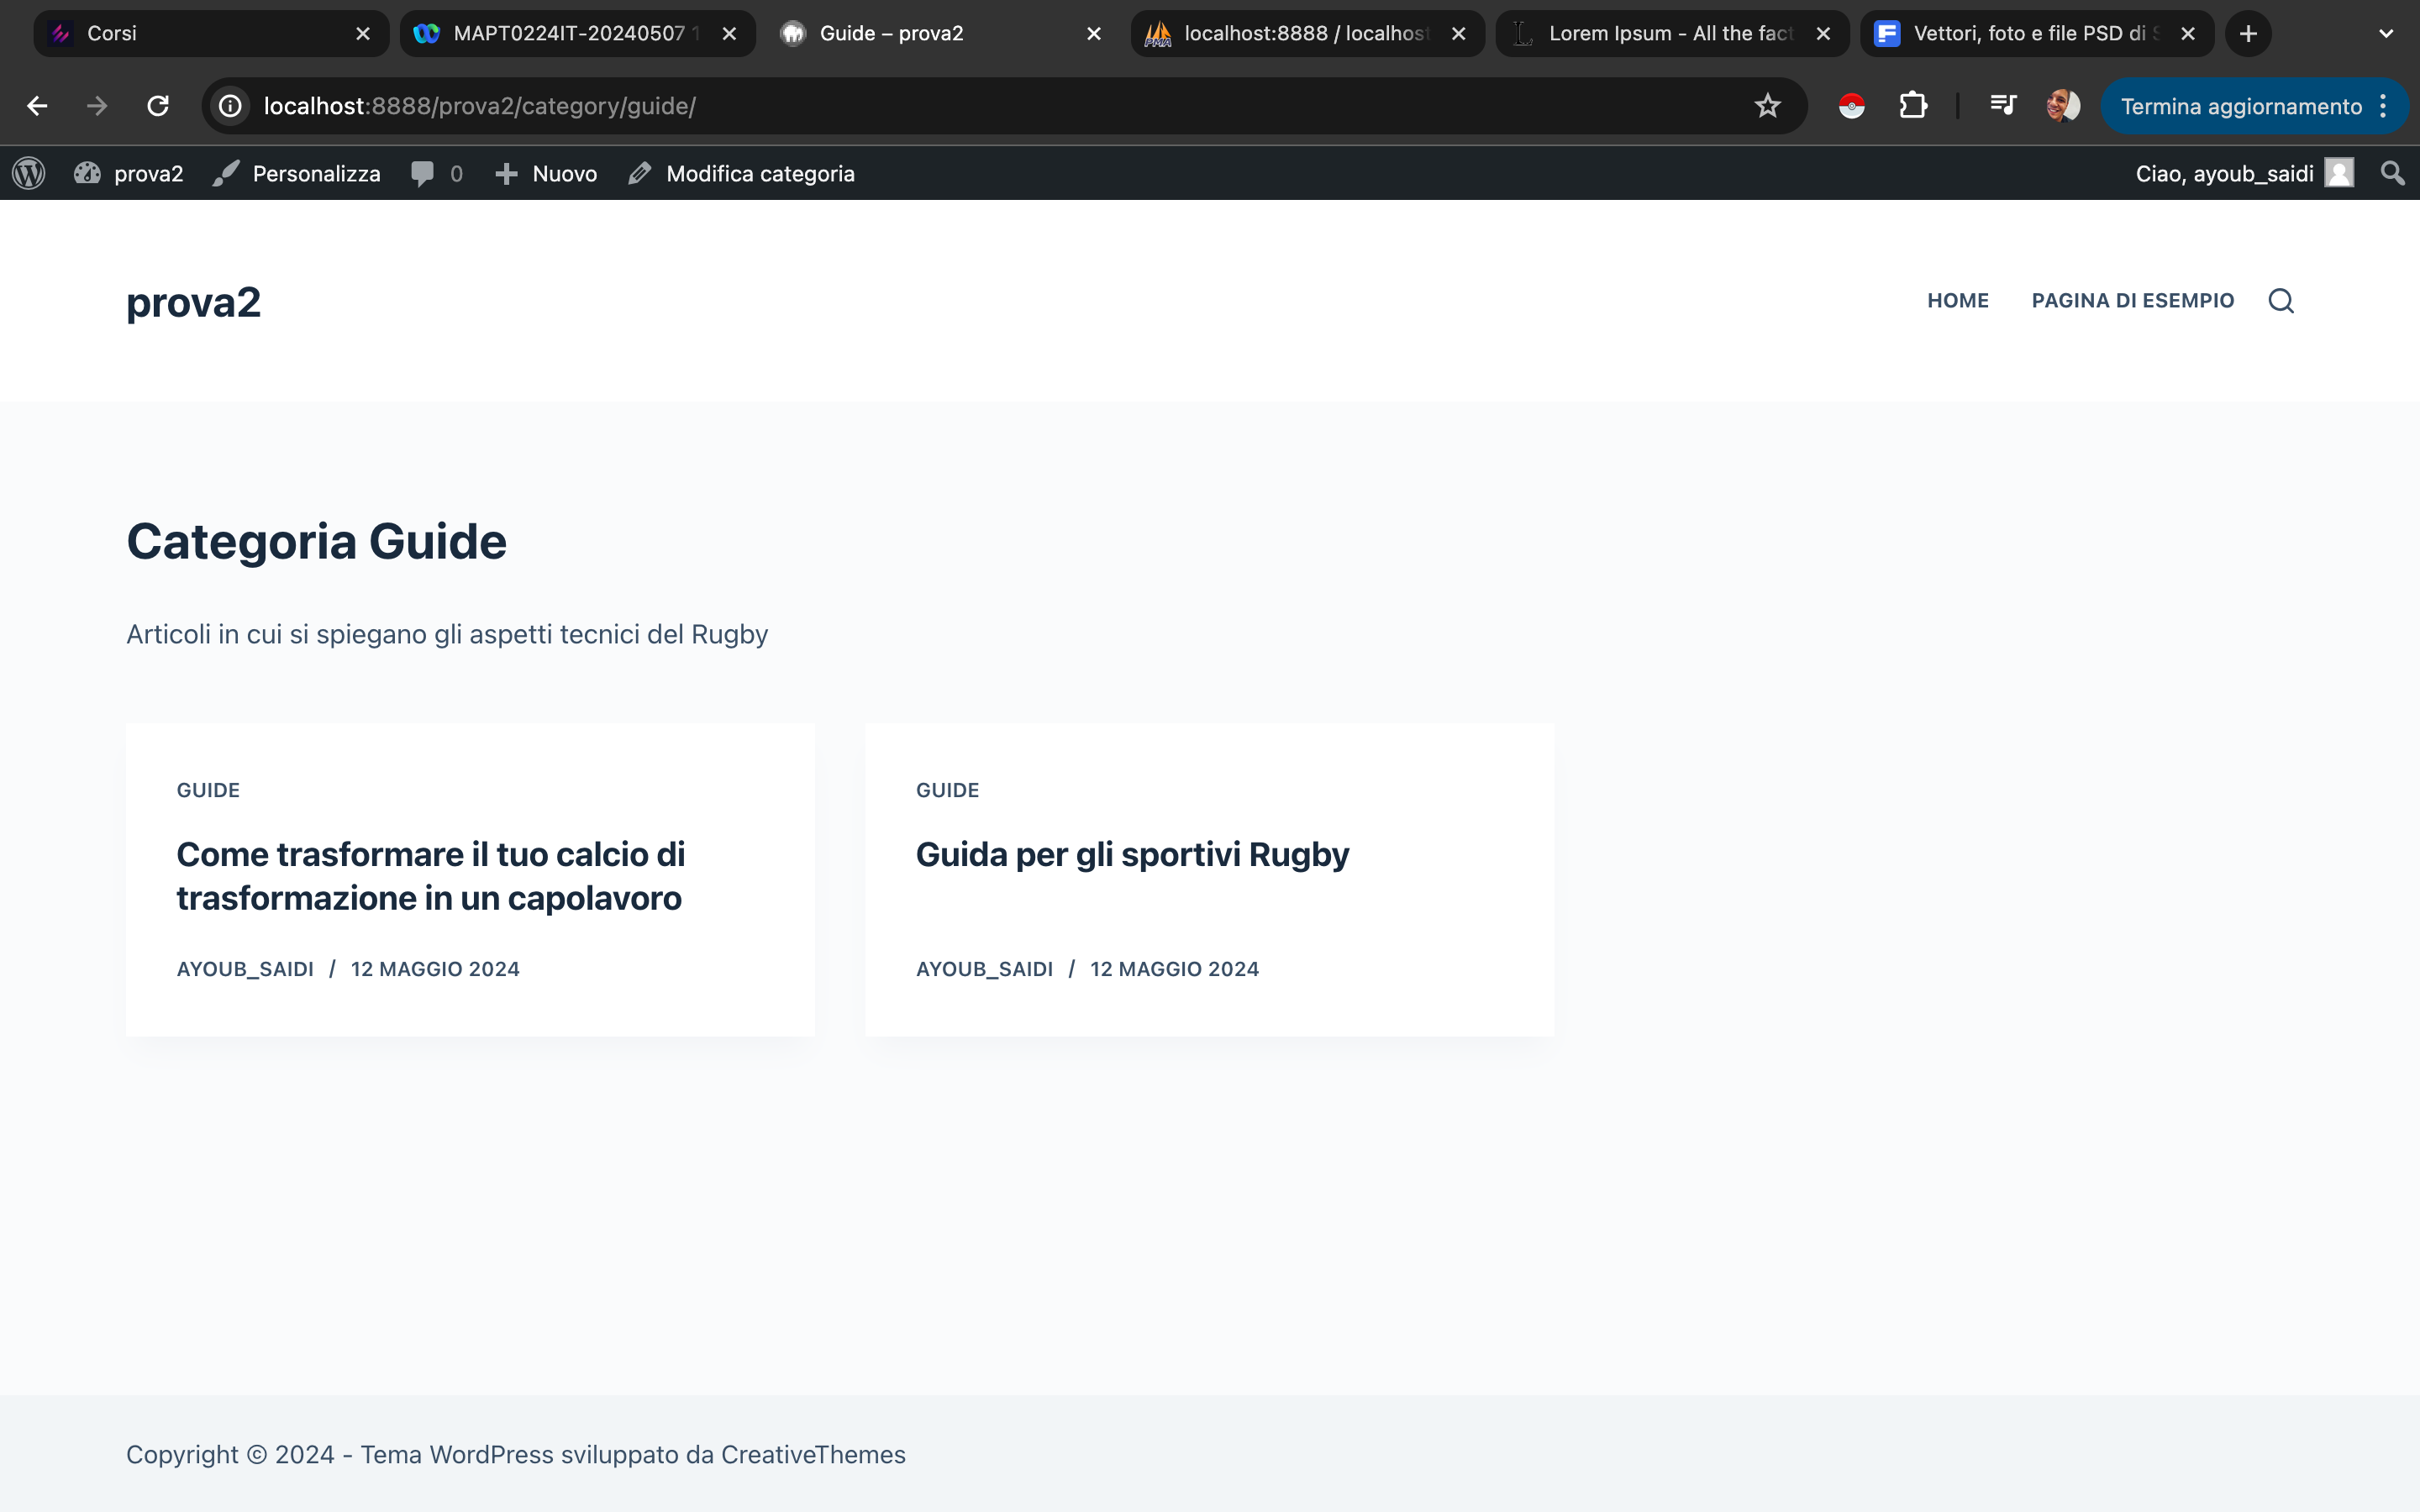 Corsi
MAPT0224IT-20240507 1
Guide – prova2
localhost:8888 / localhost
Lorem Ipsum - All the fact
Vettori, foto e file PSD di S
localhost:8888/prova2/category/guide/
Termina aggiornamento
prova2
Personalizza
0
Nuovo
Modifica categoria
Ciao, ayoub_saidi
prova2
HOME
PAGINA DI ESEMPIO
Categoria Guide
Articoli in cui si spiegano gli aspetti tecnici del Rugby
GUIDE
Come trasformare il tuo calcio di
trasformazione in un capolavoro
AYOUB_SAIDI / 12 MAGGIO 2024
GUIDE
Guida per gli sportivi Rugby
AYOUB_SAIDI / 12 MAGGIO 2024
Copyright © 2024 - Tema WordPress sviluppato da CreativeThemes